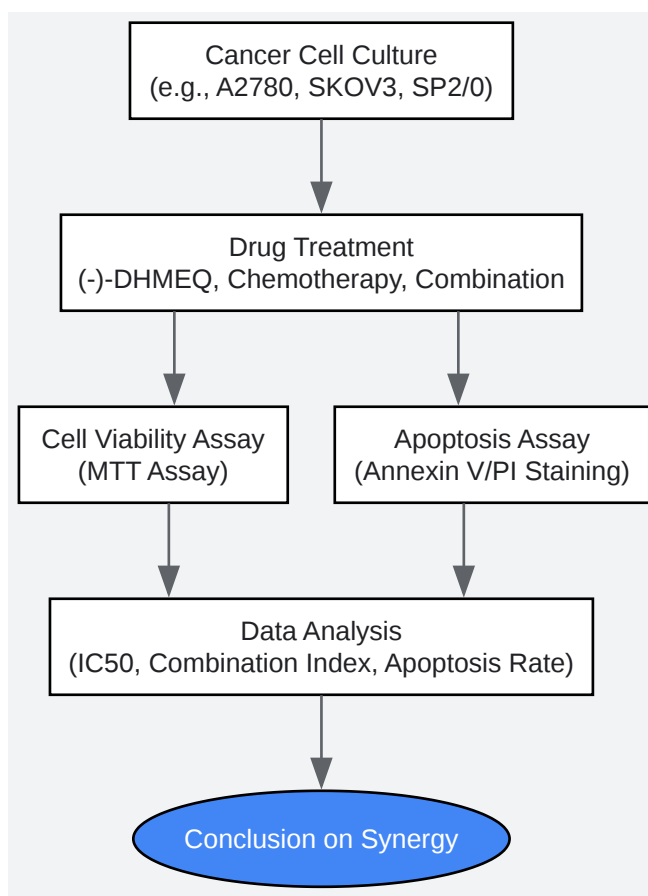 Cancer Cell Culture
(e.g., A2780, SKOV3, SP2/0)
Drug Treatment
(-)-DHMEQ, Chemotherapy, Combination
Cell Viability Assay
(MTT Assay)
Apoptosis Assay
(Annexin V/PI Staining)
Data Analysis
(IC50, Combination Index, Apoptosis Rate)
Conclusion on Synergy